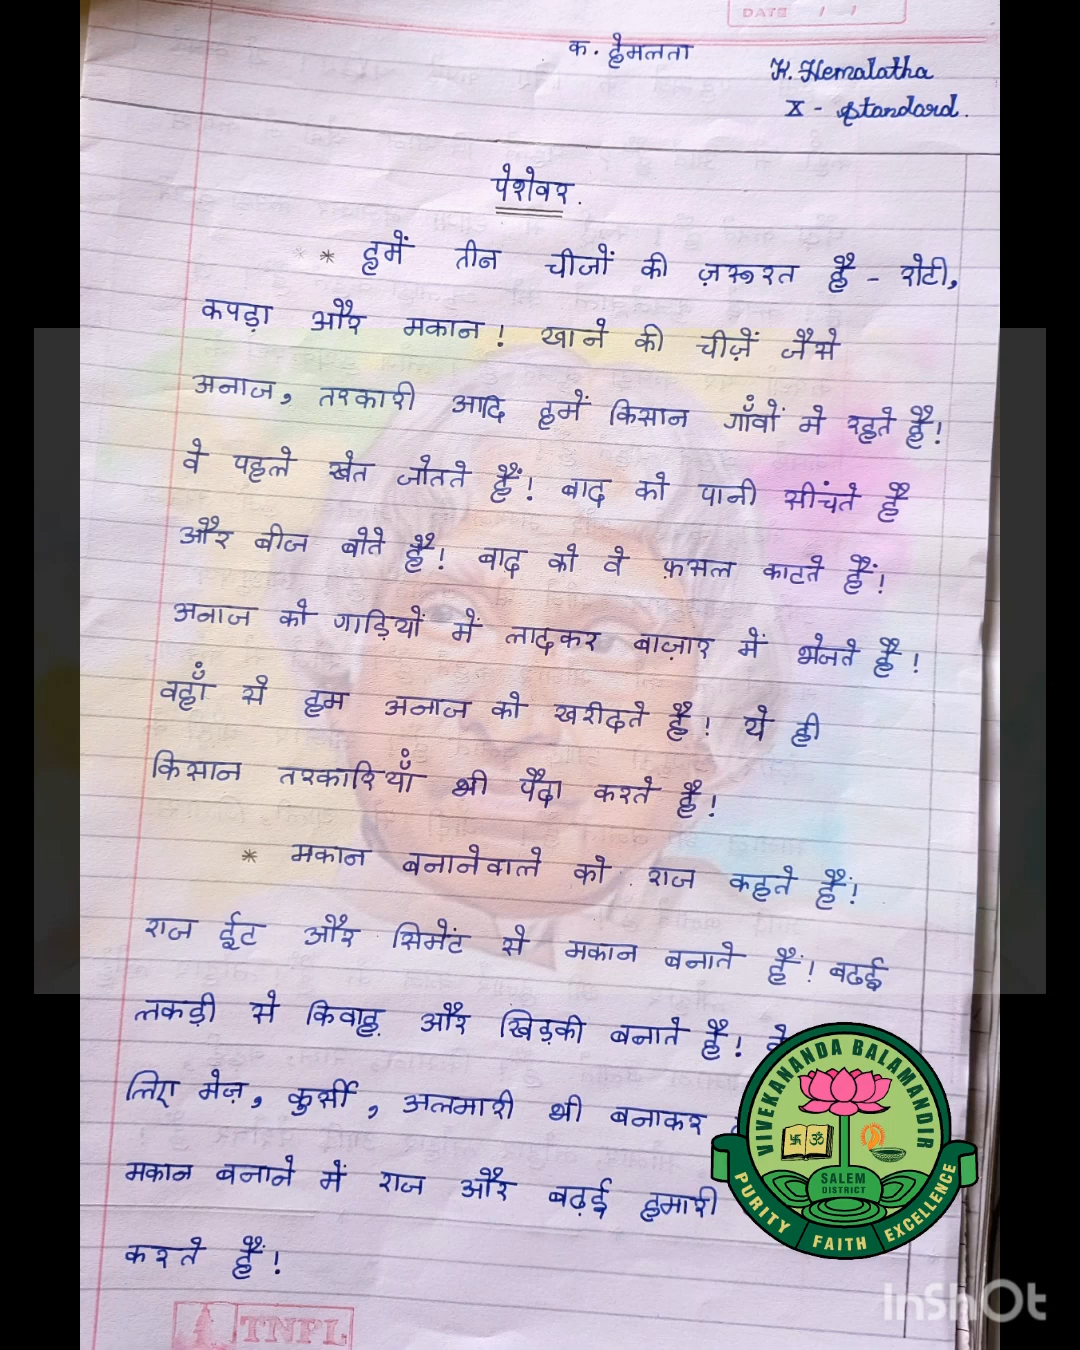 DATE / /
क. हेमलता
K. Hemalatha
X - Standard.
पेशेवर.
* * हमें तीन चीजों की ज़रूरत है - रोटी,
कपड़ा और मकान! खाने की चीज़ें जैसे
अनाज, तरकारी आदि हमें किसान गाँवों मे रहते है!
वे पहले खेत जोतते हैं! बाद को पानी सींचते है
और बीज बोते है! बाद को वे फ़सल काटते हैं!
अनाज को गाड़ियों में लादकर बाज़ार में भेजते है!
वहाँ से हम अनाज को खरीदते है! ये ही
किसान तरकारियाँ भी पैदा करते है!
* मकान बनानेवाले को राज कहते हैं!
राज ईट और सिमेंट से मकान बनाते हैं! बढई
लकड़ी से किवाड़ और खिड़की बनाते है!
लिए मेज़, कुर्सी, अलमारी भी बनाकर
मकान बनाने में राज और बढ़ई हमारी
करते हैं!
VIVEKANANDA BALAMANDIR
ॐ
SALEM
DISTRICT
PURITY FAITH EXCELLENCE
TNPL
InShOt